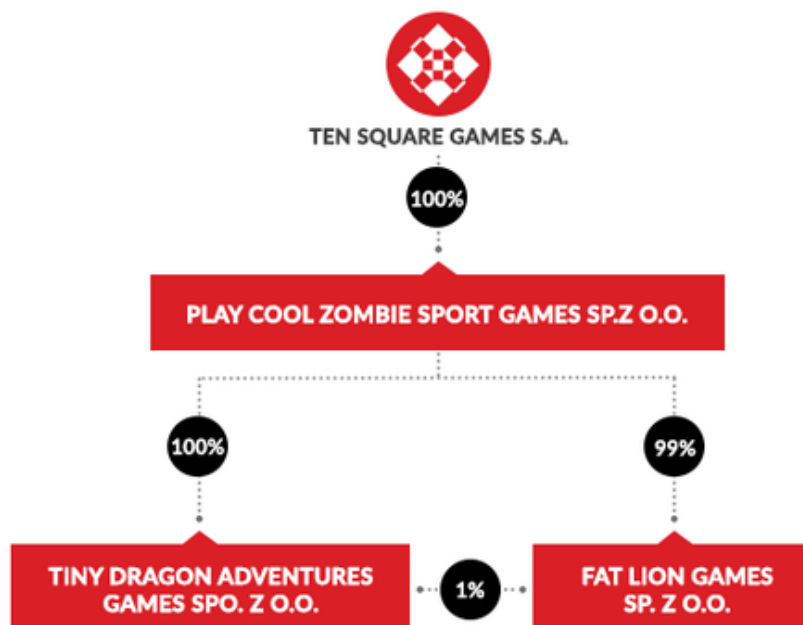 TEN SQUARE GAMES S.A.
100%
PLAY COOL ZOMBIE SPORT GAMES SP.Z O.O.
100%
99%
TINY DRAGON ADVENTURES
GAMES SPO. Z O.O.
1%
FAT LION GAMES
SP. Z O.O.